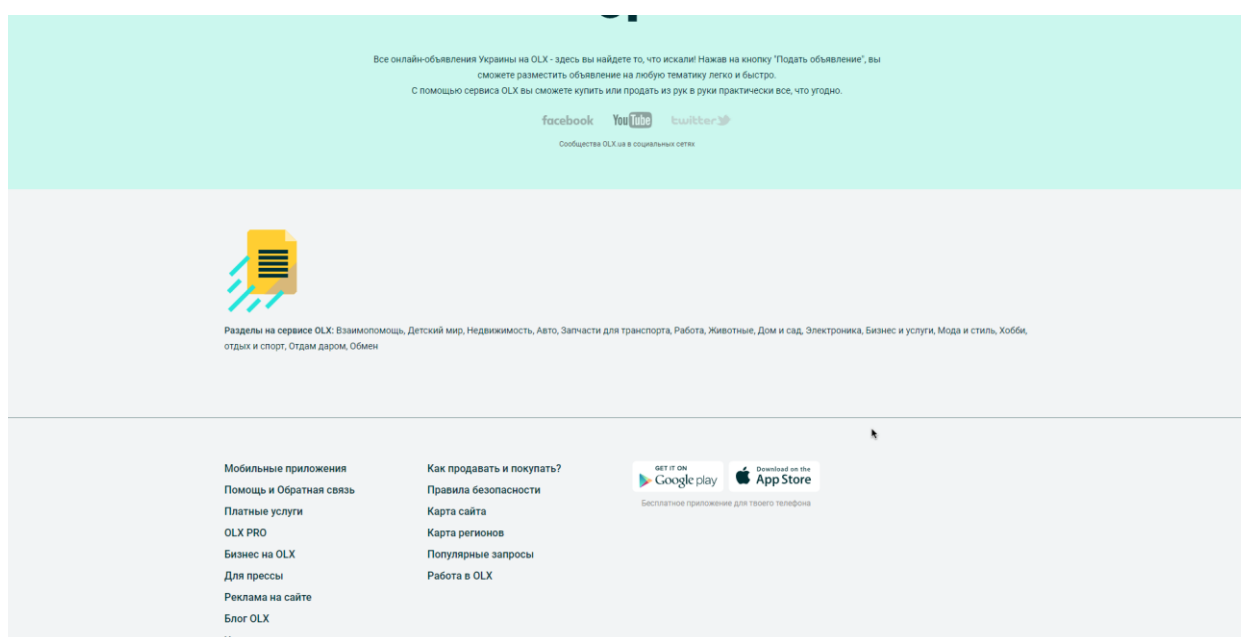 Все онлайн-объявления Украины на OLX - здесь вы найдете то, что искали! Нажав на кнопку "Подать объявление", вы
сможете разместить объявление на любую тематику легко и быстро.
С помощью сервиса OLX вы сможете купить или продать из рук в руки практически все, что угодно.
facebook YouTube twitter
Сообщества OLX.ua в социальных сетях
Разделы на сервисе OLX: Взаимопомощь, Детский мир, Недвижимость, Авто, Запчасти для транспорта, Работа, Животные, Дом и сад, Электроника, Бизнес и услуги, Мода и стиль, Хобби,
отдых и спорт, Отдам даром, Обмен
Мобильные приложения
Помощь и Обратная связь
Платные услуги
OLX PRO
Бизнес на OLX
Для прессы
Реклама на сайте
Блог OLX
Как продавать и покупать?
Правила безопасности
Карта сайта
Карта регионов
Популярные запросы
Работа в OLX
GET IT ON
Google play
Download on the
App Store
Бесплатное приложение для твоего телефона